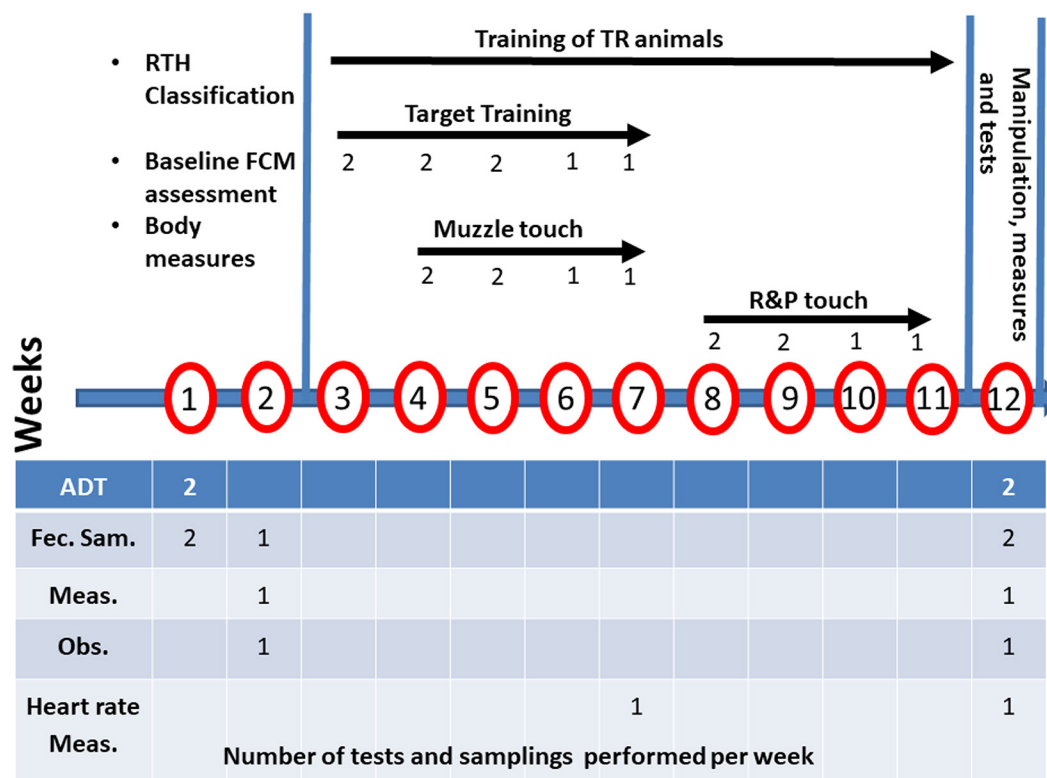 Training of TR animals
• RTH
Classification
Target Training
2 2 2 1 1
• Baseline FCM
assessment
• Body
measures
Muzzle touch
2 2 1 1
R&P touch
2 2 1 1
Manipulation, measures
and tests
Weeks
1 2 3 4 5 6 7 8 9 10 11 12
ADT 2 2
Fec. Sam. 2 1 2
Meas. 1 1
Obs. 1 1
Heart rate 1 1
Meas.
Number of tests and samplings performed per week